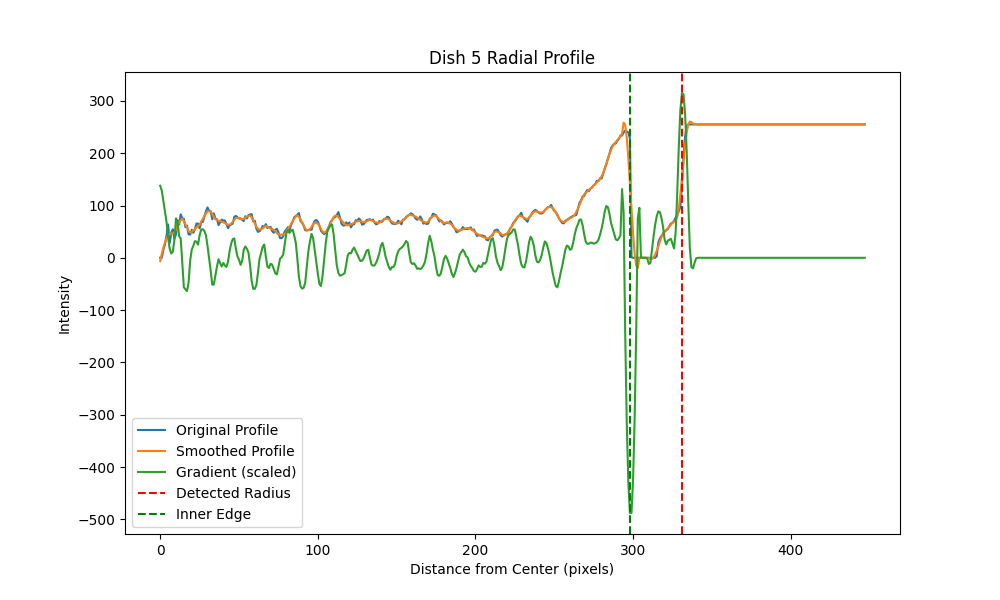 Dish 5 Radial Profile
300
200
100
0
−100
−200
−300
−400
−500
Intensity
Original Profile
Smoothed Profile
Gradient (scaled)
Detected Radius
Inner Edge
0 100 200 300 400
Distance from Center (pixels)